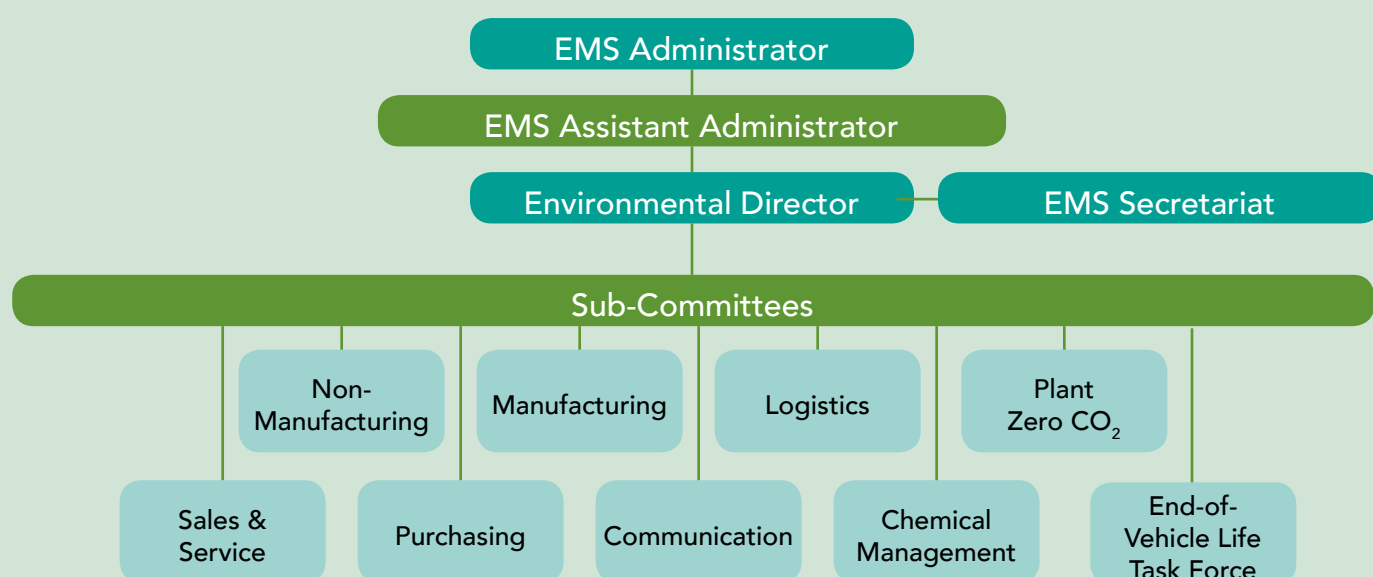 EMS Administrator
EMS Assistant Administrator
Environmental Director
EMS Secretariat
Sub-Committees
Non-
Manufacturing
Manufacturing
Logistics
Plant
Zero CO₂
Sales &
Service
Purchasing
Communication
Chemical
Management
End-of-
Vehicle Life
Task Force